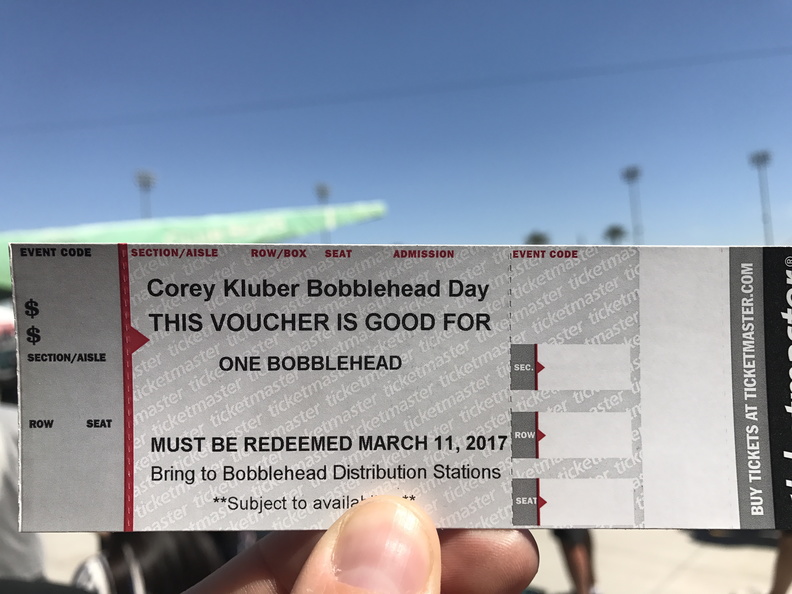 EVENT CODE
$
$
SECTION/AISLE
ROW SEAT
SECTION/AISLE ROW/BOX SEAT ADMISSION
Corey Kluber Bobblehead Day
THIS VOUCHER IS GOOD FOR
ONE BOBBLEHEAD
MUST BE REDEEMED MARCH 11, 2017
Bring to Bobblehead Distribution Stations
**Subject to **
EVENT CODE
SEC.
ROW
SEAT
BUY TICKETS AT TICKETMASTER.COM
ticketmaster